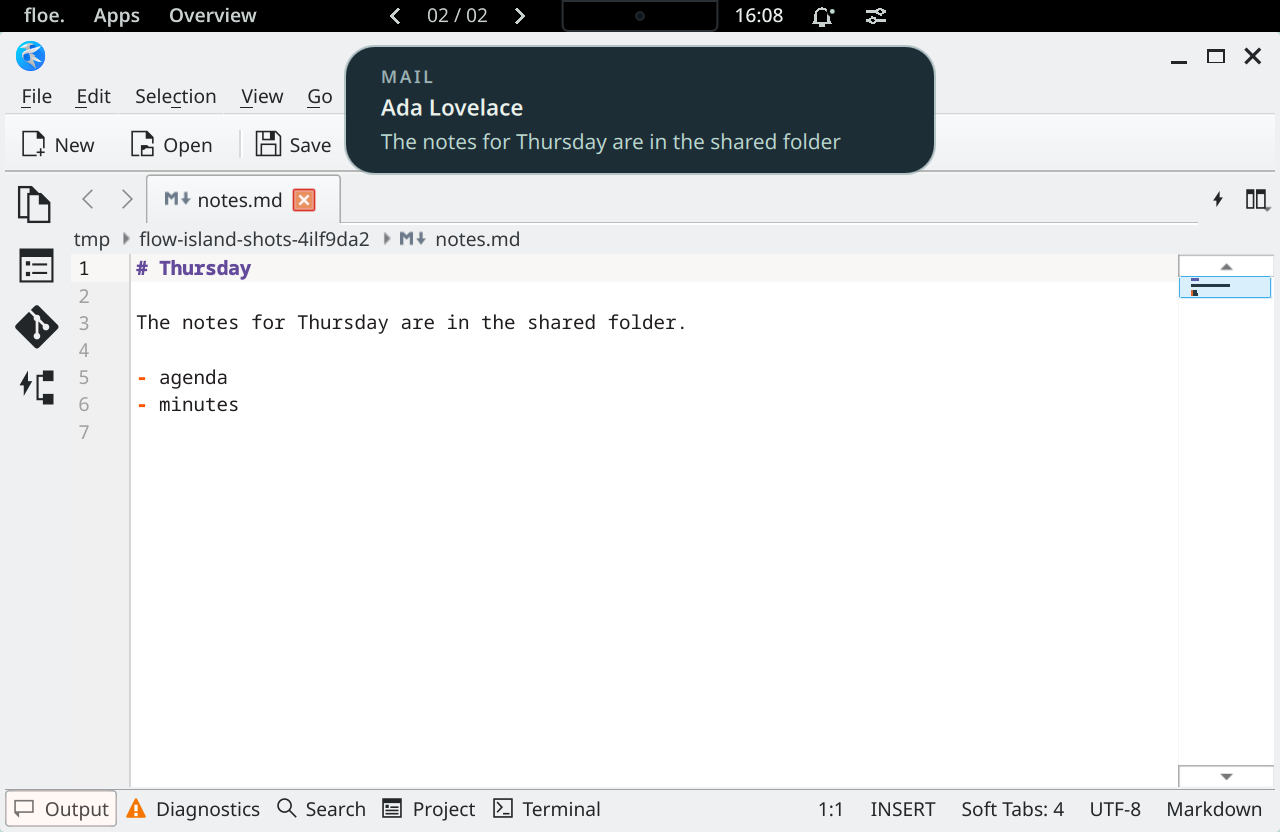 floe. Apps Overview 02 / 02 16:08
MAIL
Ada Lovelace
The notes for Thursday are in the shared folder
File Edit Selection View Go
New Open Save
notes.md
tmp flow-island-shots-4ilf9da2 notes.md
1 # Thursday
2
3 The notes for Thursday are in the shared folder.
4
5 - agenda
6 - minutes
7
Output Diagnostics Search Project Terminal 1:1 INSERT Soft Tabs: 4 UTF-8 Markdown